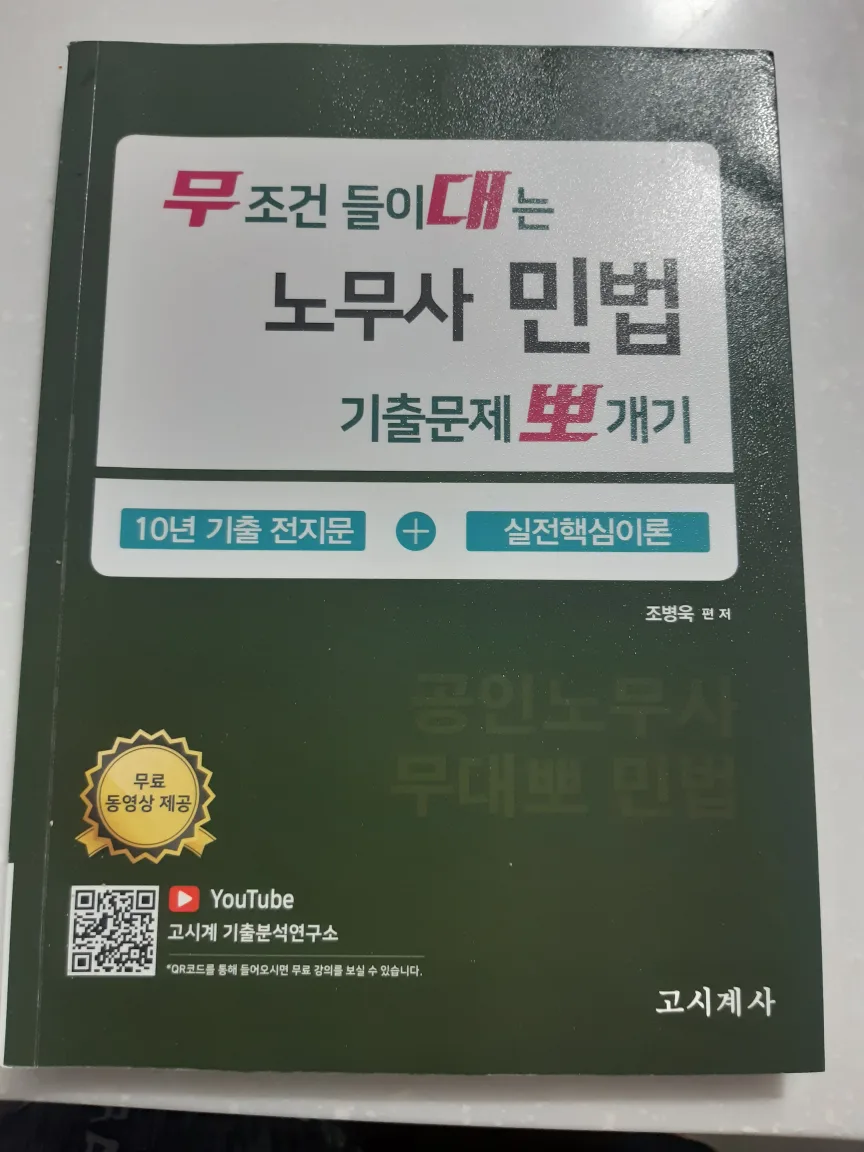 무조건 들이대는
노무사 민법
기출문제 뽀개기
10년 기출 전지문 + 실전핵심이론
조병욱 편저
공인노무사
무대뽀 민법
무료
동영상 제공
YouTube
고시계 기출분석연구소
*QR코드를 통해 들어오시면 무료 강의를 보실 수 있습니다.
고시계사